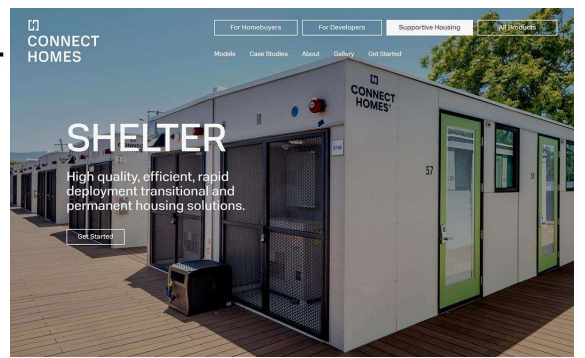 CONNECT
HOMES
For Homebuyers
For Developers
Supportive Housing
All Products
Models
Case Studies
About
Gallery
Get Started
CONNECT
HOMES
SHELTER
High quality, efficient, rapid
deployment transitional and
permanent housing solutions.
Get Started
57
58